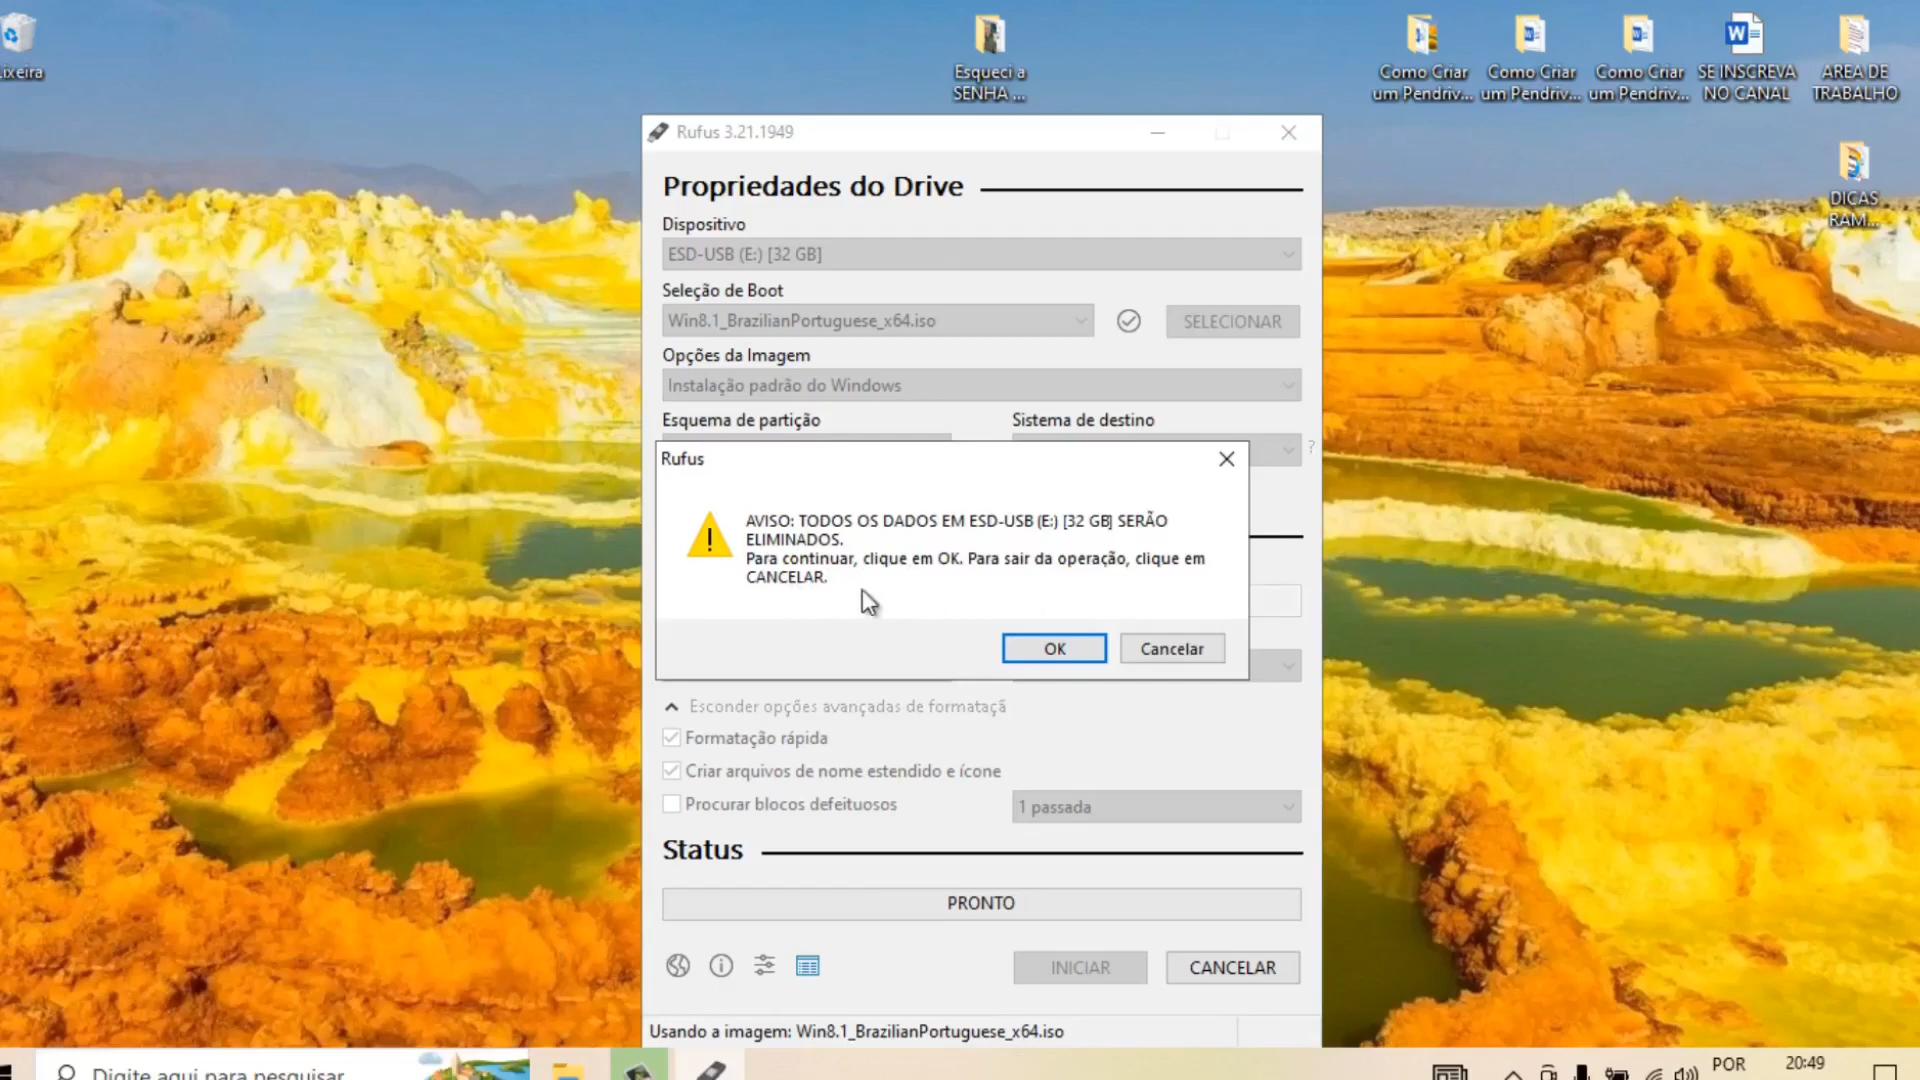 Esqueci a
SENHA ...
Como Criar
um Pendriv...
Como Criar
um Pendriv...
Como Criar
um Pendriv...
SE INSCREVA
NO CANAL
AREA DE
TRABALHO
ixeira
DICAS
RAM...
Rufus 3.21.1949
Propriedades do Drive
Dispositivo
ESD-USB (E:) [32 GB]
Seleção de Boot
Win8.1_BrazilianPortuguese_x64.iso
SELECIONAR
Opções da Imagem
Instalação padrão do Windows
Esquema de partição
Sistema de destino
?
Rufus
AVISO: TODOS OS DADOS EM ESD-USB (E:) [32 GB] SERÃO
ELIMINADOS.
Para continuar, clique em OK. Para sair da operação, clique em
CANCELAR.
OK
Cancelar
Esconder opções avançadas de formataçã
Formatação rápida
Criar arquivos de nome estendido e ícone
Procurar blocos defeituosos
1 passada
Status
PRONTO
INICIAR
CANCELAR
Usando a imagem: Win8.1_BrazilianPortuguese_x64.iso
Digite aqui para pesquisar
POR
20:49